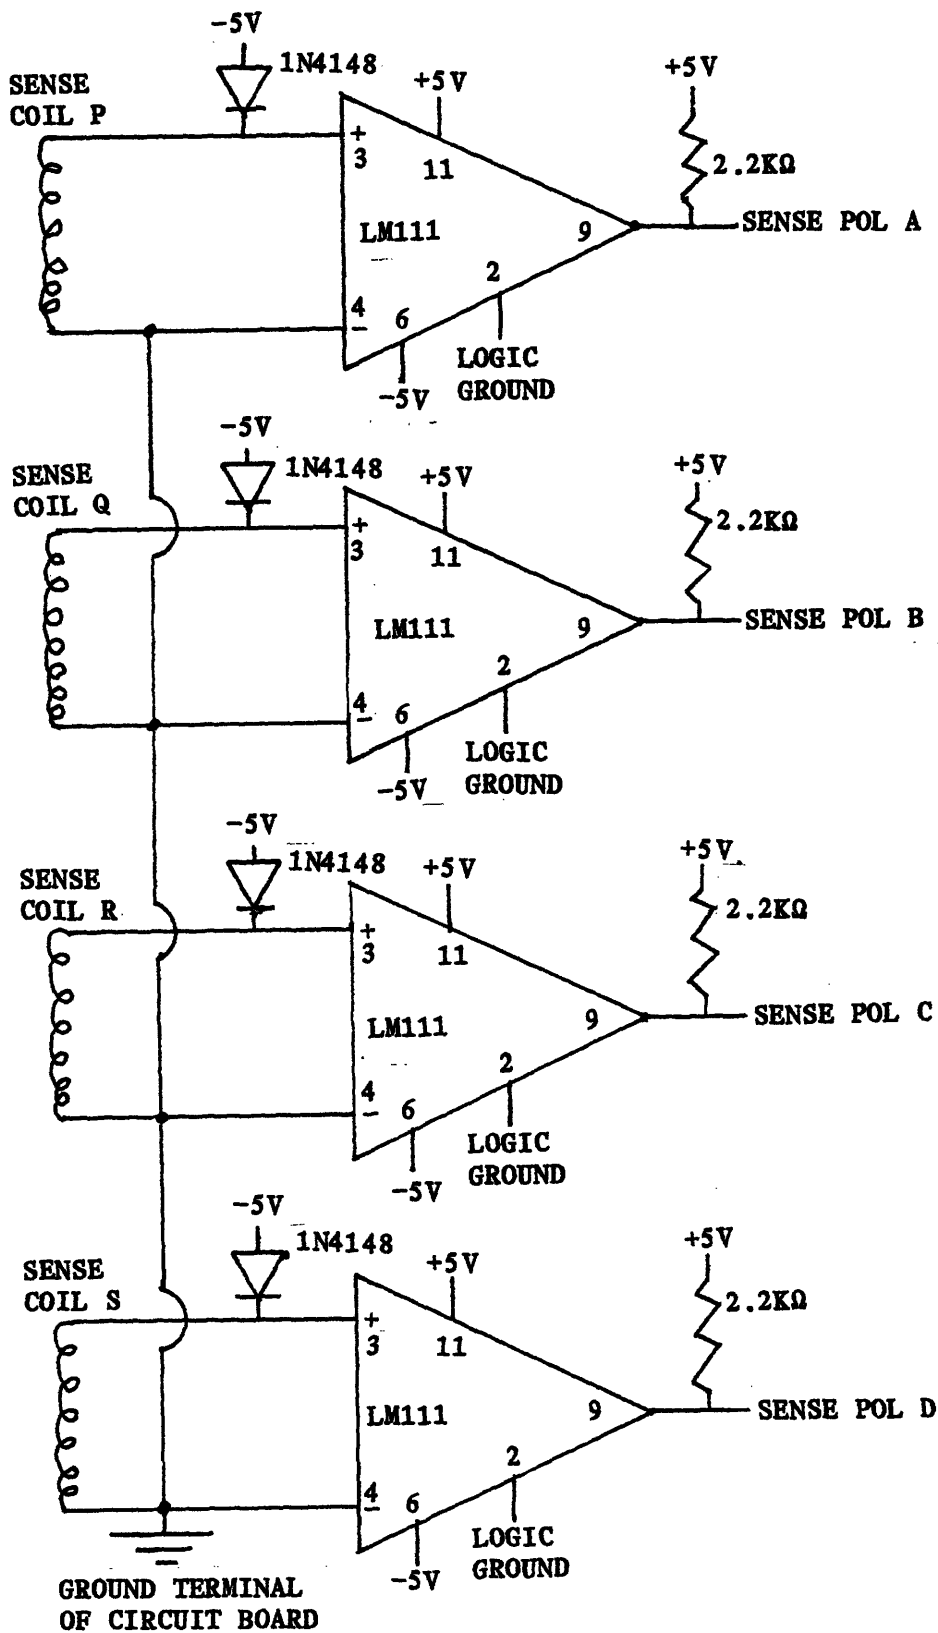 -5V
1N4148
SENSE
COIL P
+5V
+5V
+
3
11
2.2KΩ
LM111
9
SENSE POL A
2
4
-
6
LOGIC
GROUND
-5V
-5V
1N4148
SENSE
COIL Q
+5V
+5V
+
3
11
2.2KΩ
LM111
9
SENSE POL B
2
4
-
6
LOGIC
GROUND
-5V
-5V
1N4148
SENSE
COIL R
+5V
+5V
+
3
11
2.2KΩ
LM111
9
SENSE POL C
2
4
-
6
LOGIC
GROUND
-5V
-5V
1N4148
SENSE
COIL S
+5V
+5V
+
3
11
2.2KΩ
LM111
9
SENSE POL D
2
4
-
6
LOGIC
GROUND
-5V
GROUND TERMINAL
OF CIRCUIT BOARD